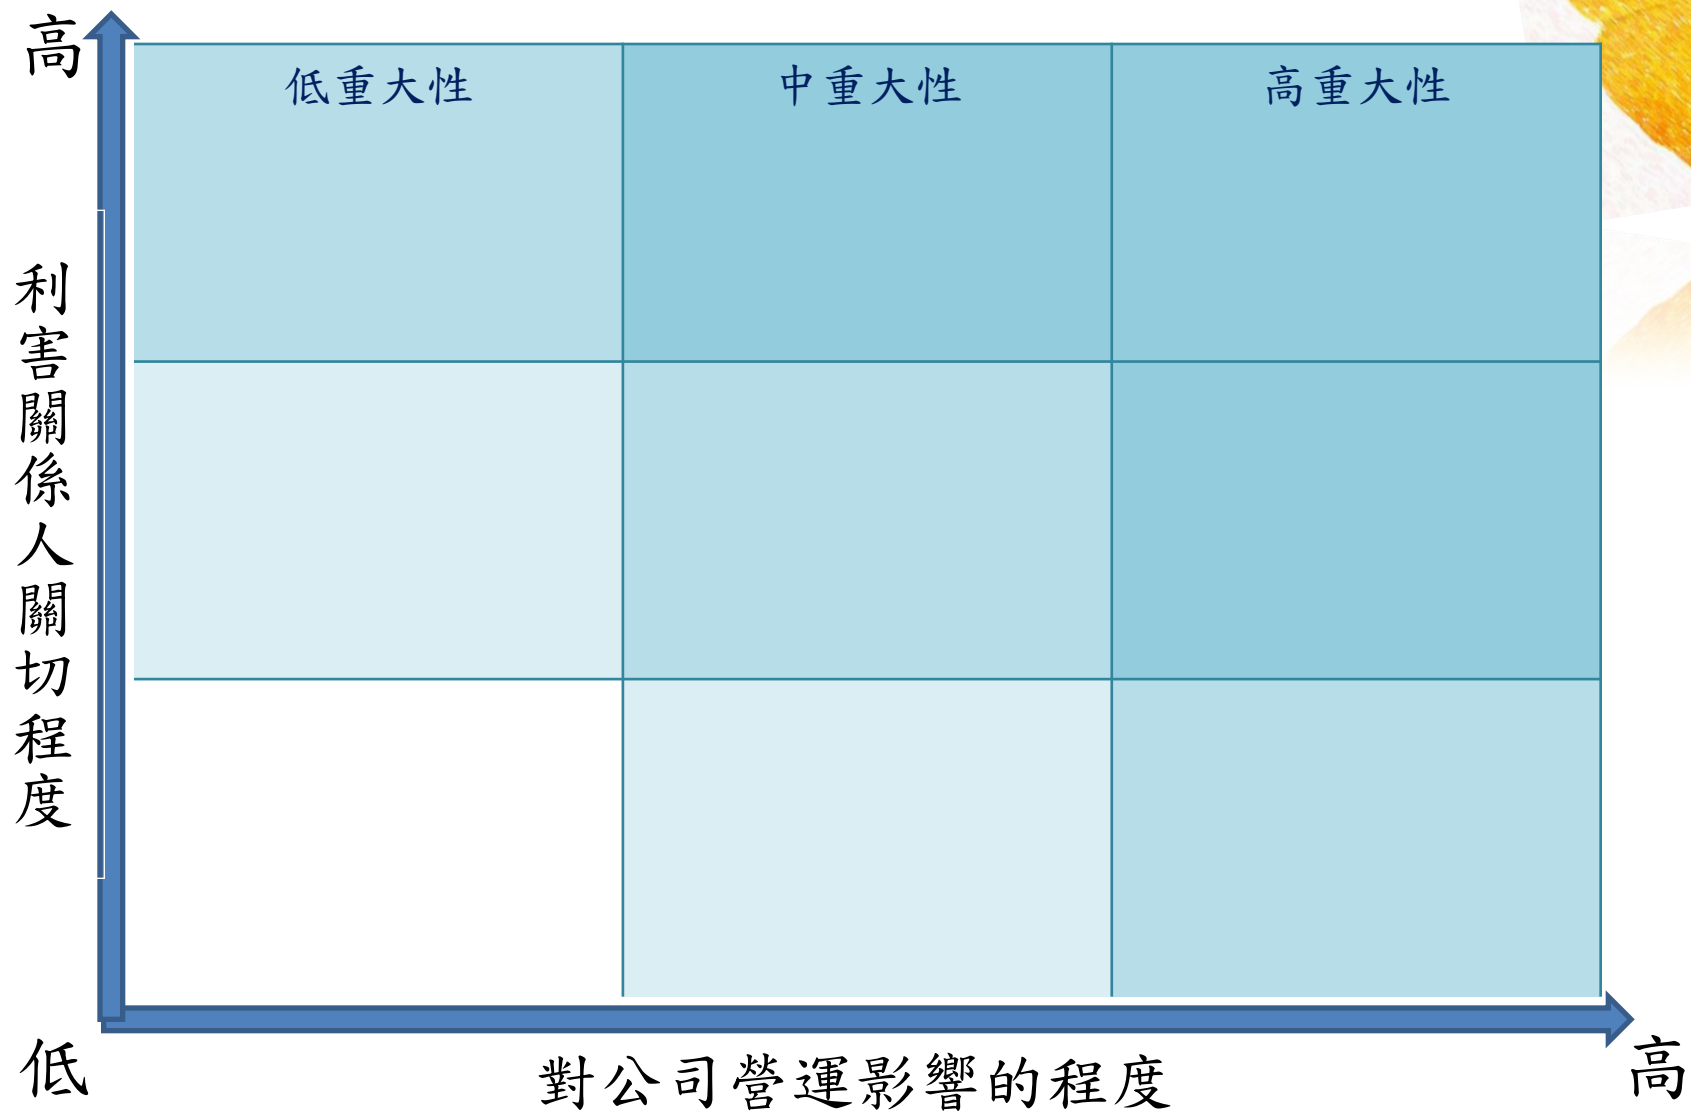 高
低重大性
中重大性
高重大性
利害關係人關切程度
低
對公司營運影響的程度
高